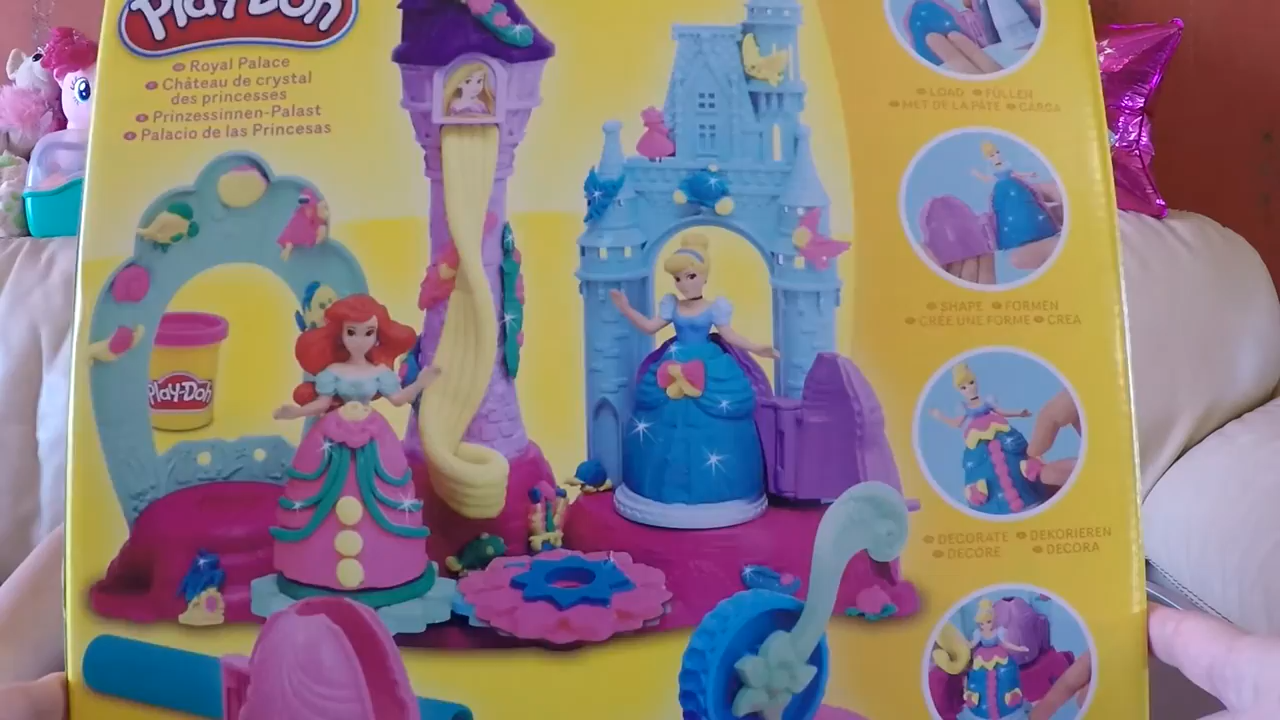 PLAY-DOH
Royal Palace
Château de crystal
des princesses
Prinzessinnen-Palast
Palacio de las Princesas
LOAD FÜLLEN
MET DE LA PÂTE CARGA
SHAPE FORMEN
CRÉE UNE FORME CREA
DECORATE DEKORIEREN
DÉCORE DECORA
PLAY-DOH